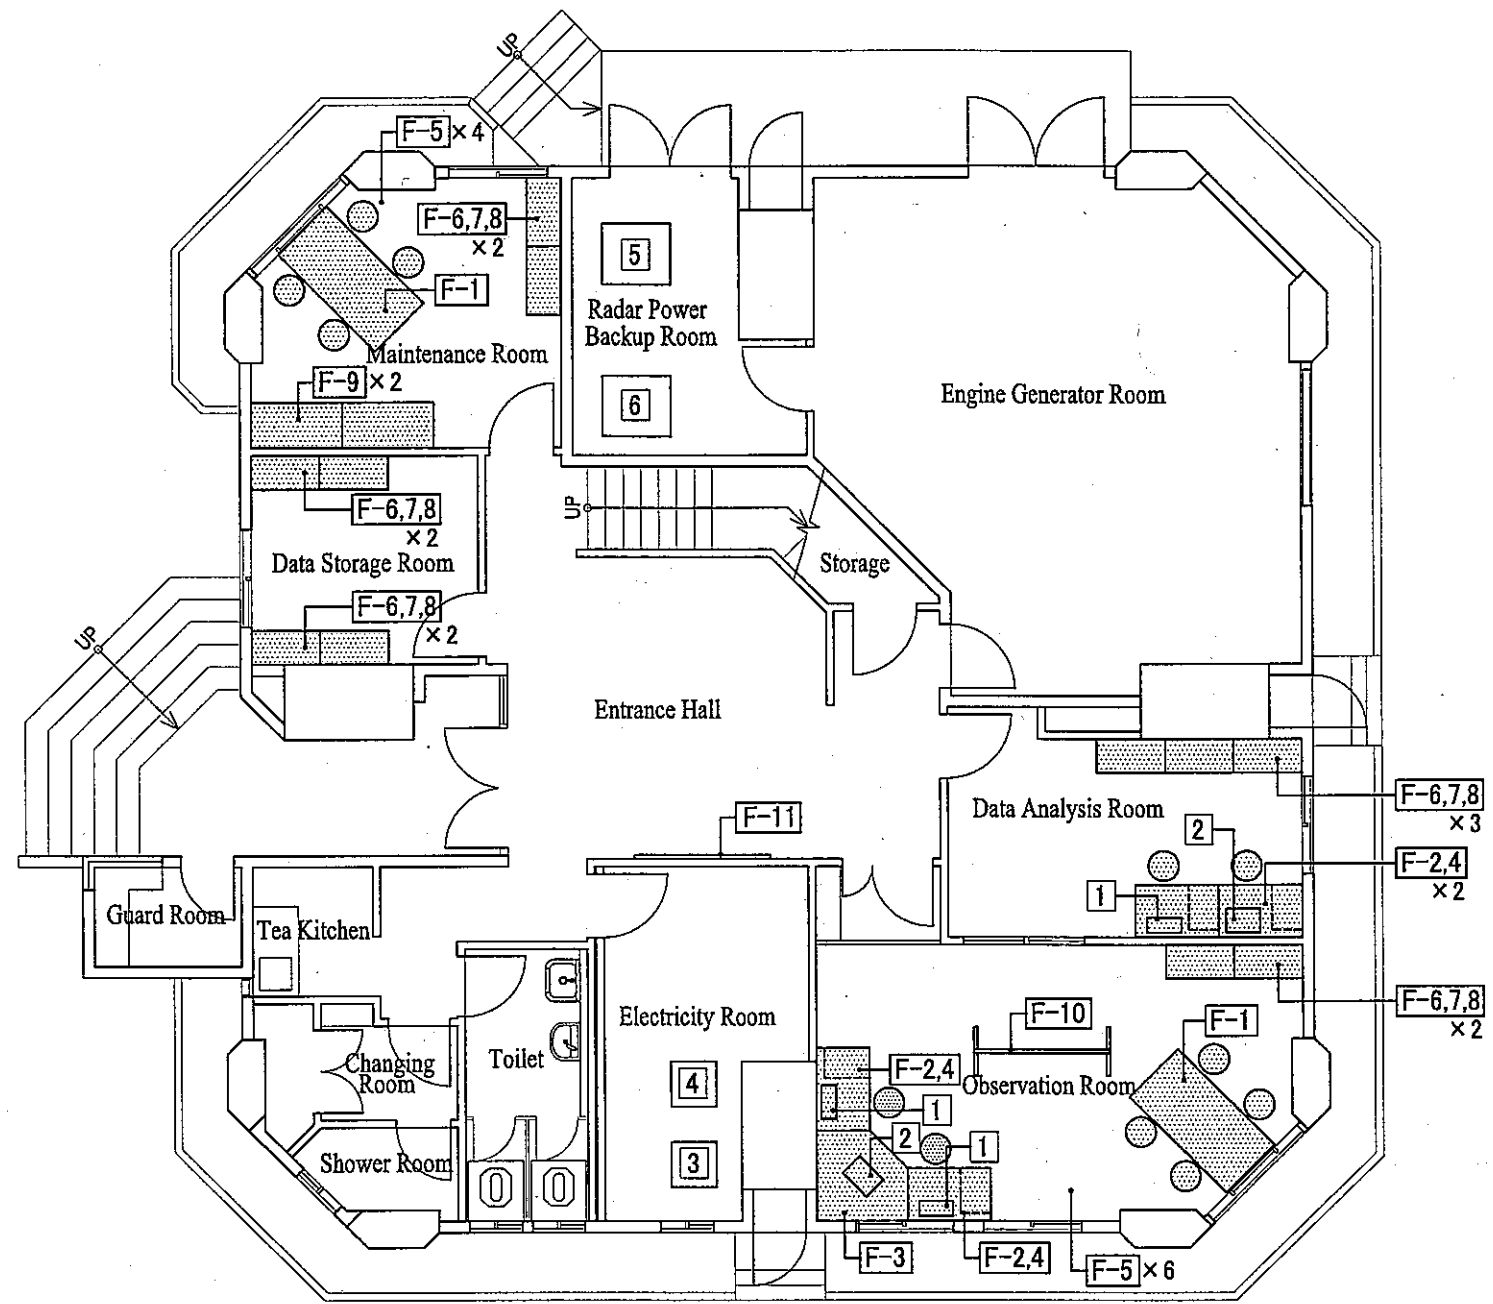 UP
F-5 ×4
F-6,7,8
×2
5
F-1
Radar Power
Backup Room
Maintenance Room
F-9 ×2
6
Engine Generator Room
F-6,7,8
×2
UP
Data Storage Room
Storage
F-6,7,8
×2
UP
Entrance Hall
F-11
Data Analysis Room
F-6,7,8
×3
2
F-2,4
×2
1
Guard Room
Tea Kitchen
Electricity Room
F-10
F-6,7,8
×2
F-1
Toilet
Changing
Room
4
F-2,4
Observation Room
1
2
1
3
Shower Room
F-3
F-2,4
F-5 ×6